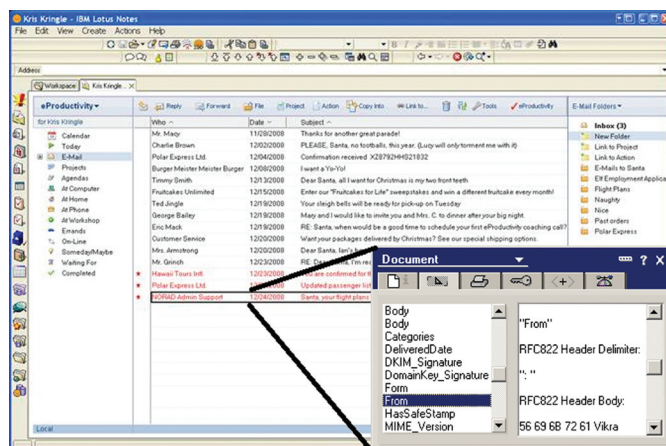 Kris Kringle - IBM Lotus Notes
File Edit View Create Actions Help
Address
Workspace Kris Kringle...
eProductivity
Reply Forward File Project Action Copy Into Link to... Tools eProductivity
E-Mail Folders
for Kris Kringle
Who Date Subject
Calendar
Today
E-Mail
Projects
Agendas
At Computer
At Home
At Phone
At Workshop
Errands
On-Line
Someday/Maybe
Waiting For
Completed
Mr. Macy 11/28/2008 Thanks for another great parade!
Charlie Brown 12/02/2008 PLEASE, Santa, no footballs, this year. (Lucy will only torment me with it)
Polar Express Ltd. 12/04/2008 Confirmation received XZ8792HHS21832
Burger Meister Meister Burger 12/08/2008 I want a Yo-Yo!
Timmy Smith 12/13/2008 Dear Santa, all I want for Christmas is my two front teeth
Fruitcakes Unlimited 12/15/2008 Enter our "Fruitcakes for Life" sweepstakes and win a different fruitcake every month!
Ted Jingle 12/19/2008 Your sleigh bells will be ready for pick-up on Tuesday
George Bailey 12/19/2008 Mary and I would like to invite you and Mrs. C. to dinner after your big night.
Eric Mack 12/19/2008 RE: Santa, when would be a good time to schedule your first eProductivity coaching call?
Customer Service 12/20/2008 Want your packages delivered by Christmas? See our special shipping options.
Mrs. Armstrong 12/20/2008 Dear Santa,
Mr. Grinch 12/23/2008 RE: Dear
Hawaii Tours Intl. 12/23/2008 are confirmed for
Polar Express Ltd. Updated passenger list
NORAD Admin Support 12/24/2008 Santa, your flight plans
Inbox (3)
New Folder
Link to Project
Link to Action
E-Mails to Santa
Elf Employment Applica
Flight Plans
Naughty
Nice
Past orders
Polar Express
Local
Document
Body
Body
Categories
DeliveredDate
DKIM_Signature
DomainKey_Signature
Form
From
HasSafeStamp
MIME_Version
"From"
RFC822 Header Delimiter:
": "
RFC822 Header Body:
56 69 6B 72 61 Vikra